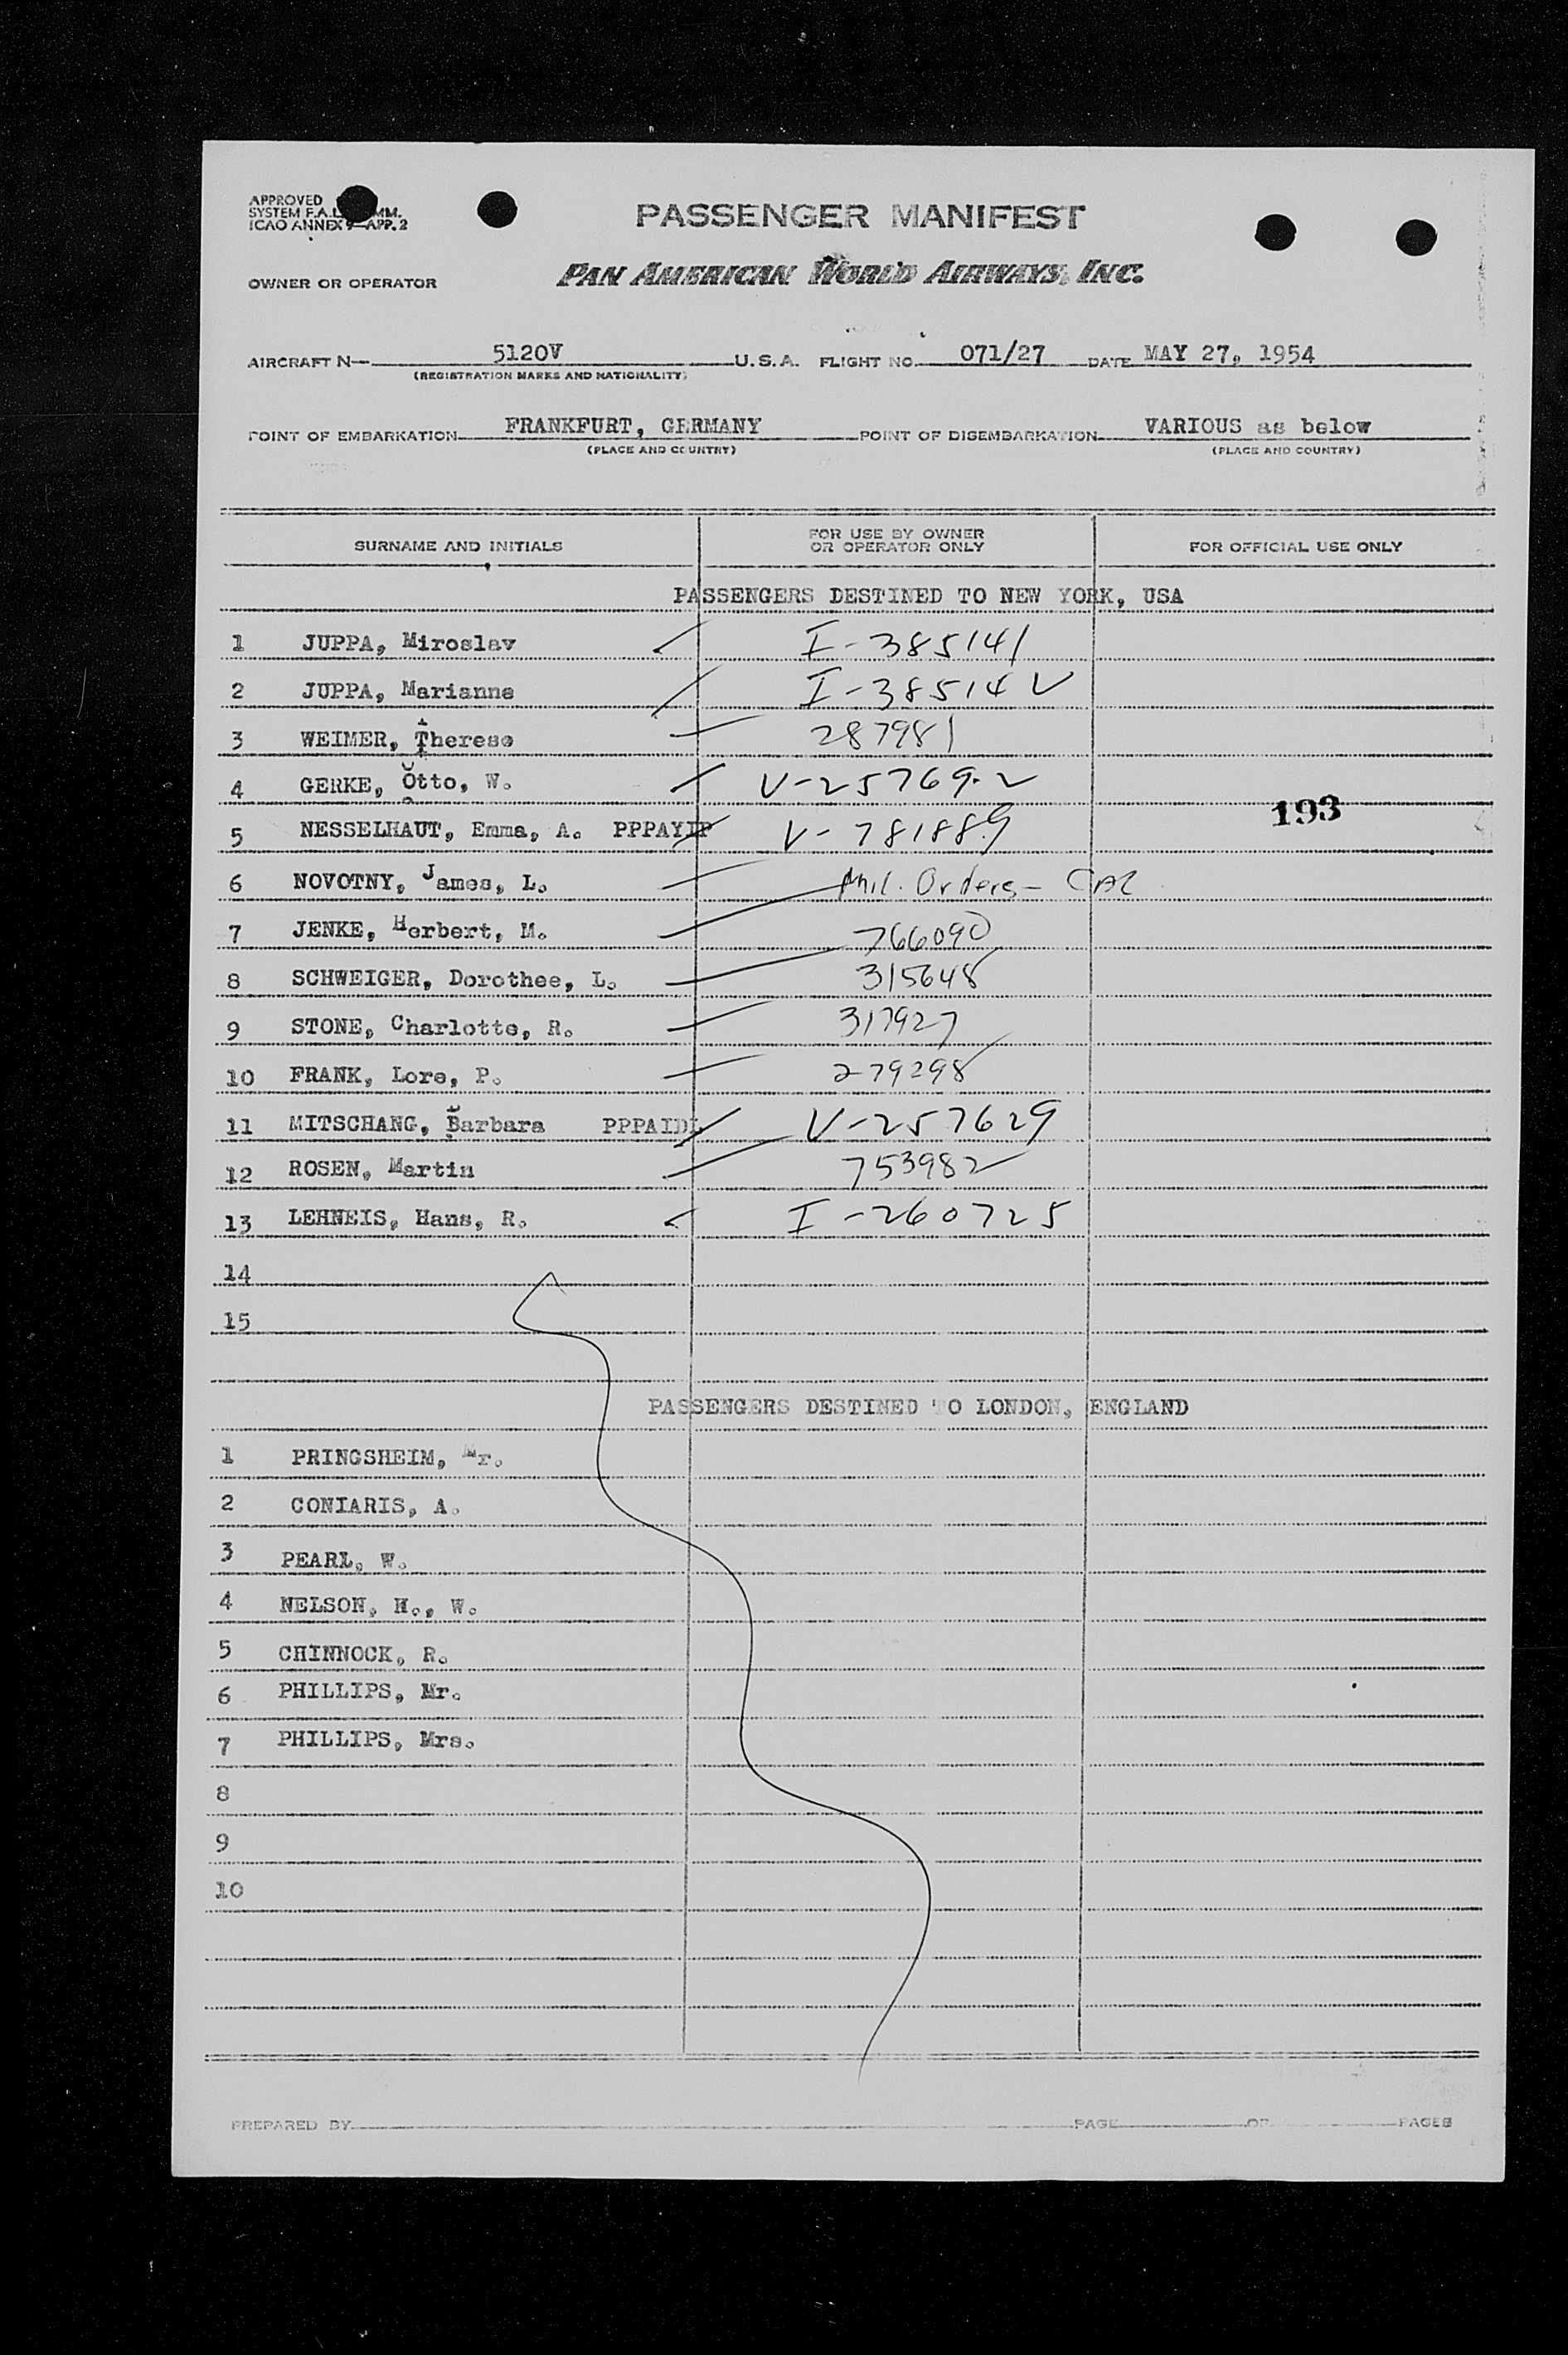 APPROVED
SYSTEM F.A.L. COMM.
ICAO ANNEX 9—APP. 2
PASSENGER MANIFEST
OWNER OR OPERATOR PAN AMERICAN WORLD AIRWAYS, INC.
AIRCRAFT N— 5120V U.S.A. FLIGHT NO. 071/27 DATE MAY 27, 1954
(REGISTRATION MARKS AND NATIONALITY)
POINT OF EMBARKATION FRANKFURT, GERMANY POINT OF DISEMBARKATION VARIOUS as below
(PLACE AND COUNTRY) (PLACE AND COUNTRY)
SURNAME AND INITIALS FOR USE BY OWNER OR OPERATOR ONLY FOR OFFICIAL USE ONLY
PASSENGERS DESTINED TO NEW YORK, USA
1 JUPPA, Miroslav I-385141
2 JUPPA, Marianne I-38514 V
3 WEIMER, Therese 287981
4 GERKE, Otto, W. V-257692
5 NESSELHAUT, Emma, A. PPPAYIP V-781889
193
6 NOVOTNY, James, L. Mil. Orders-
7 JENKE, Herbert, M. 766090
8 SCHWEIGER, Dorothee, L. 315648
9 STONE, Charlotte, R. 317927
10 FRANK, Lore, P. 279298
11 MITSCHANG, Barbara PPPAIDL V-257629
12 ROSEN, Martin 753982
13 LEHNEIS, Hans, R. I-260725
14
15
PASSENGERS DESTINED TO LONDON, ENGLAND
1 PRINGSHEIM, Mr.
2 CONIARIS, A.
3 PEARL, W.
4 NELSON, H., W.
5 CHINNOCK, R.
6 PHILLIPS, Mr.
7 PHILLIPS, Mrs.
8
9
10
PREPARED BY PAGE OF PAGES